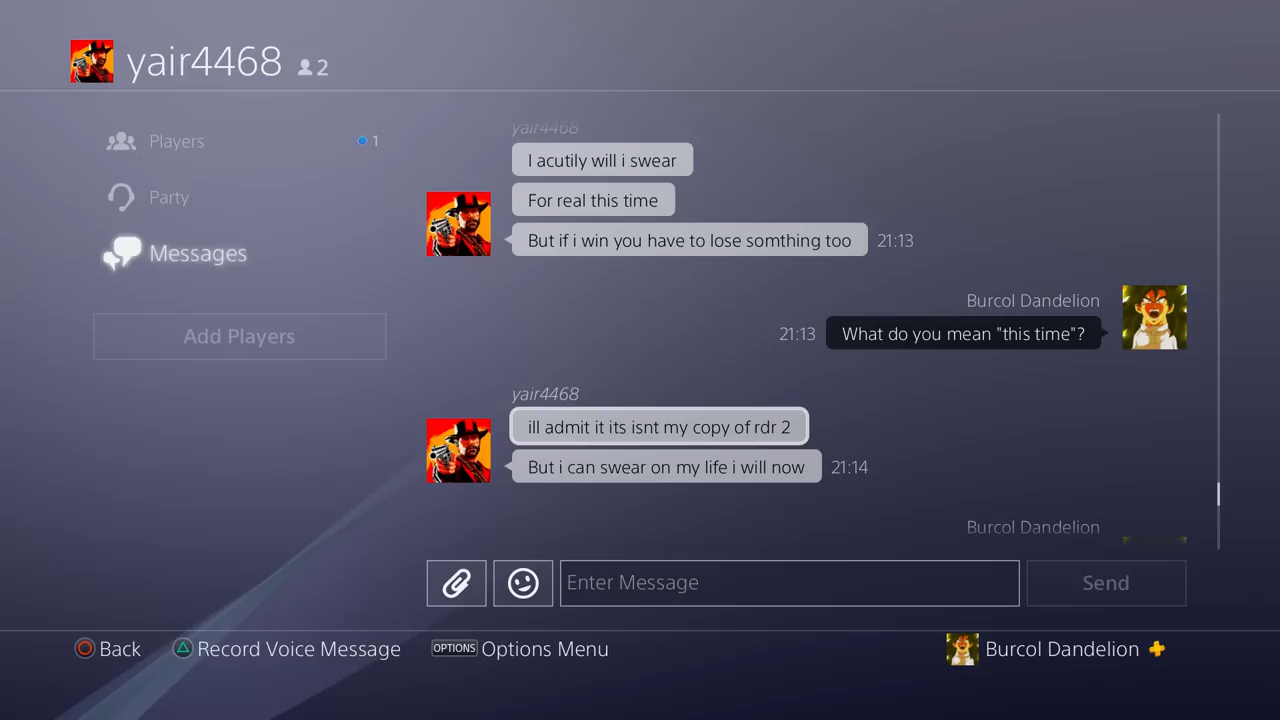 yair4468 2
Players 1
Party
Messages
Add Players
yair4468
I acutily will i swear
For real this time
But if i win you have to lose somthing too 21:13
Burcol Dandelion
21:13 What do you mean "this time"?
yair4468
ill admit it its isnt my copy of rdr 2
But i can swear on my life i will now 21:14
Burcol Dandelion
Enter Message
Send
Back Record Voice Message OPTIONS Options Menu Burcol Dandelion